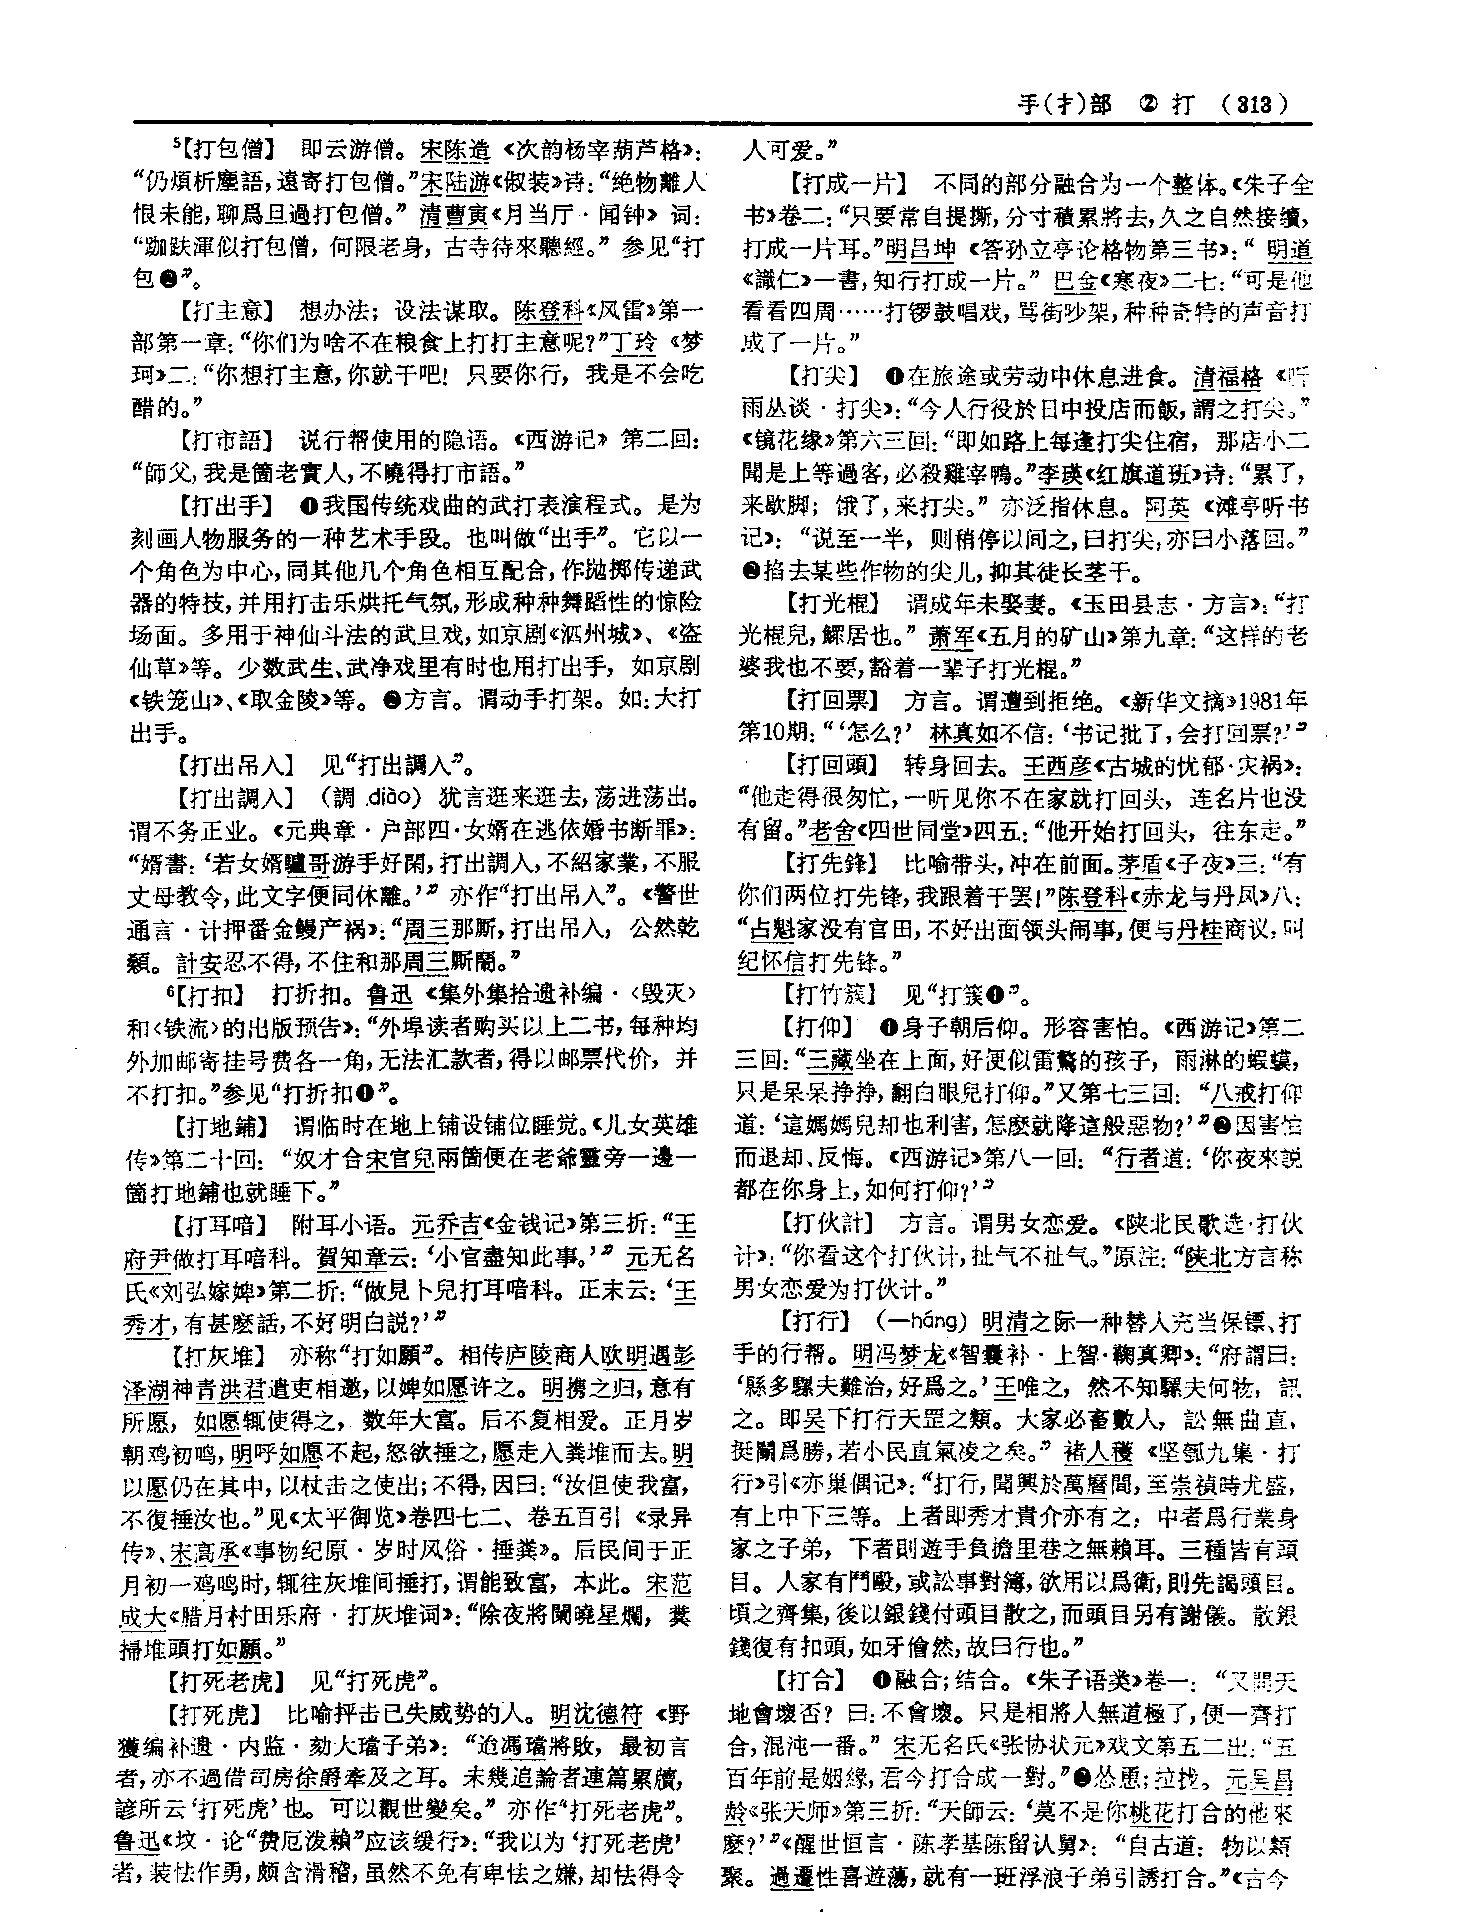 手(扌)部 ② 打 (313)
⁵【打包僧】 即云游僧。宋陈造《次韵杨宰葫芦格》：
“仍煩析塵語，遠寄打包僧。”宋陆游《俶装》诗：“絶物離人
恨未能，聊爲旦過打包僧。”清曹寅《月当厅·闻钟》词：
“跏趺渾似打包僧，何限老身，古寺待來聽經。”参见“打
包❷”。
【打主意】 想办法；设法谋取。陈登科《风雷》第一
部第一章：“你们为啥不在粮食上打打主意呢？”丁玲《梦
珂》二：“你想打主意，你就干吧！只要你行，我是不会吃
醋的。”
【打市語】 说行帮使用的隐语。《西游记》第二回：
“師父，我是箇老實人，不曉得打市語。”
【打出手】 ❶我国传统戏曲的武打表演程式。是为
刻画人物服务的一种艺术手段。也叫做“出手”。它以一
个角色为中心，同其他几个角色相互配合，作抛掷传递武
器的特技，并用打击乐烘托气氛，形成种种舞蹈性的惊险
场面。多用于神仙斗法的武旦戏，如京剧《泗州城》、《盗
仙草》等。少数武生、武净戏里有时也用打出手，如京剧
《铁笼山》、《取金陵》等。❷方言。谓动手打架。如：大打
出手。
【打出吊入】 见“打出調入”。
【打出調入】（調 diào）犹言逛来逛去，荡进荡出。
谓不务正业。《元典章·户部四·女婿在逃依婚书断罪》：
“婿書：‘若女婿驢哥游手好閑，打出調入，不紹家業，不服
丈母教令，此文字便同休離。’”亦作“打出吊入”。《警世
通言·计押番金鳗产祸》：“周三那厮，打出吊入，公然乾
顙。計安忍不得，不住和那周三厮鬧。”
⁶【打扣】 打折扣。鲁迅《集外集拾遗补编·〈毁灭〉
和〈铁流〉的出版预告》：“外埠读者购买以上二书，每种均
外加邮寄挂号费各一角，无法汇款者，得以邮票代价，并
不打扣。”参见“打折扣❶”。
【打地鋪】 谓临时在地上铺设铺位睡觉。《儿女英雄
传》第二十回：“奴才合宋官兒兩箇便在老爺靈旁一邊一
箇打地鋪也就睡下。”
【打耳喑】 附耳小语。元乔吉《金钱记》第三折：“王
府尹做打耳喑科。賀知章云：‘小官盡知此事。’”元无名
氏《刘弘嫁婢》第二折：“做見卜兒打耳喑科。正末云：‘王
秀才，有甚麽話，不好明白説？’”
【打灰堆】 亦称“打如願”。相传庐陵商人欧明遇彭
泽湖神青洪君遣吏相邀，以婢如愿许之。明携之归，意有
所愿，如愿辄使得之，数年大富。后不复相爱。正月岁
朝鸡初鸣，明呼如愿不起，怒欲捶之，愿走入粪堆而去。明
以愿仍在其中，以杖击之使出；不得，因曰：“汝但使我富，
不復捶汝也。”见《太平御览》卷四七二、卷五百引《录异
传》、宋高承《事物纪原·岁时风俗·捶粪》。后民间于正
月初一鸡鸣时，辄往灰堆间捶打，谓能致富，本此。宋范
成大《腊月村田乐府·打灰堆词》：“除夜將闌曉星爛，糞
掃堆頭打如願。”
【打死老虎】 见“打死虎”。
【打死虎】 比喻抨击已失威势的人。明沈德符《野
獲编补遗·内监·劾大璫子弟》：“迨馮璫將敗，最初言
者，亦不過借司房徐爵牽及之耳。未幾追論者連篇累牘，
諺所云‘打死虎’也。可以觀世變矣。”亦作“打死老虎”。
鲁迅《坟·论“费厄泼赖”应该缓行》：“我以为‘打死老虎’
者，装怯作勇，颇含滑稽，虽然不免有卑怯之嫌，却怯得令
人可爱。”
【打成一片】 不同的部分融合为一个整体。《朱子全
书》卷二：“只要常自提撕，分寸積累將去，久之自然接續，
打成一片耳。”明吕坤《答孙立亭论格物第三书》：“明道
《識仁》一書，知行打成一片。”巴金《寒夜》二七：“可是他
看看四周……打锣鼓唱戏，骂街吵架，种种奇特的声音打
成了一片。”
【打尖】 ❶在旅途或劳动中休息进食。清福格《听
雨丛谈·打尖》：“今人行役於日中投店而飯，謂之打尖。”
《镜花缘》第六三回：“即如路上每逢打尖住宿，那店小二
聞是上等過客，必殺雞宰鴨。”李瑛《红旗道班》诗：“累了，
来歇脚；饿了，来打尖。”亦泛指休息。阿英《滩亭听书
记》：“说至一半，则稍停以间之，曰打尖，亦曰小落回。”
❷掐去某些作物的尖儿，抑其徒长茎干。
【打光棍】 谓成年未娶妻。《玉田县志·方言》：“打
光棍兒，鰥居也。”萧军《五月的矿山》第九章：“这样的老
婆我也不要，豁着一辈子打光棍。”
【打回票】 方言。谓遭到拒绝。《新华文摘》1981年
第10期：“‘怎么？’林真如不信：‘书记批了，会打回票？’”
【打回頭】 转身回去。王西彦《古城的忧郁·灾祸》：
“他走得很匆忙，一听见你不在家就打回头，连名片也没
有留。”老舍《四世同堂》四五：“他开始打回头，往东走。”
【打先鋒】 比喻带头，冲在前面。茅盾《子夜》三：“有
你们两位打先锋，我跟着干罢！”陈登科《赤龙与丹凤》八：
“占魁家没有官田，不好出面领头闹事，便与丹桂商议，叫
纪怀信打先锋。”
【打竹簇】 见“打簇❶”。
【打仰】 ❶身子朝后仰。形容害怕。《西游记》第二
三回：“三藏坐在上面，好便似雷驚的孩子，雨淋的蝦蟆，
只是呆呆挣挣，翻白眼兒打仰。”又第七三回：“八戒打仰
道：‘這媽媽兒却也利害，怎麽就降這般惡物？’”❷因害怕
而退却、反悔。《西游记》第八一回：“行者道：‘你夜來説
都在你身上，如何打仰？’”
【打伙計】 方言。谓男女恋爱。《陕北民歌选·打伙
计》：“你看这个打伙计，扯气不扯气。”原注：“陕北方言称
男女恋爱为打伙计。”
【打行】（—háng）明清之际一种替人充当保镖、打
手的行帮。明冯梦龙《智囊补·上智·鞠真卿》：“府謂曰：
‘縣多騾夫難治，好爲之。’王唯之，然不知騾夫何物，訊
之。即吴下打行天罡之類。大家必畜數人，訟無曲直，
挺鬭爲勝，若小民直氣凌之矣。”褚人穫《坚瓠九集·打
行》引《亦巢偶记》：“打行，聞興於萬曆間，至崇禎時尤盛，
有上中下三等。上者即秀才貴介亦有之，中者爲行業身
家之子弟，下者則遊手負擔里巷之無賴耳。三種皆有頭
目。人家有鬥毆，或訟事對簿，欲用以爲衛，則先謁頭目。
頃之齊集，後以銀錢付頭目散之，而頭目另有謝儀。散銀
錢復有扣頭，如牙儈然，故曰行也。”
【打合】 ❶融合；结合。《朱子语类》卷一：“又問天
地會壞否？曰：不會壞。只是相將人無道極了，便一齊打
合，混沌一番。”宋无名氏《张协状元》戏文第五二出：“五
百年前是姻緣，君今打合成一對。”❷怂恿；拉拢。元吴昌
龄《张天师》第三折：“天師云：‘莫不是你桃花打合的他來
麽？’”《醒世恒言·陈孝基陈留认舅》：“自古道：物以類
聚。過遷性喜遊蕩，就有一班浮浪子弟引誘打合。”《古今